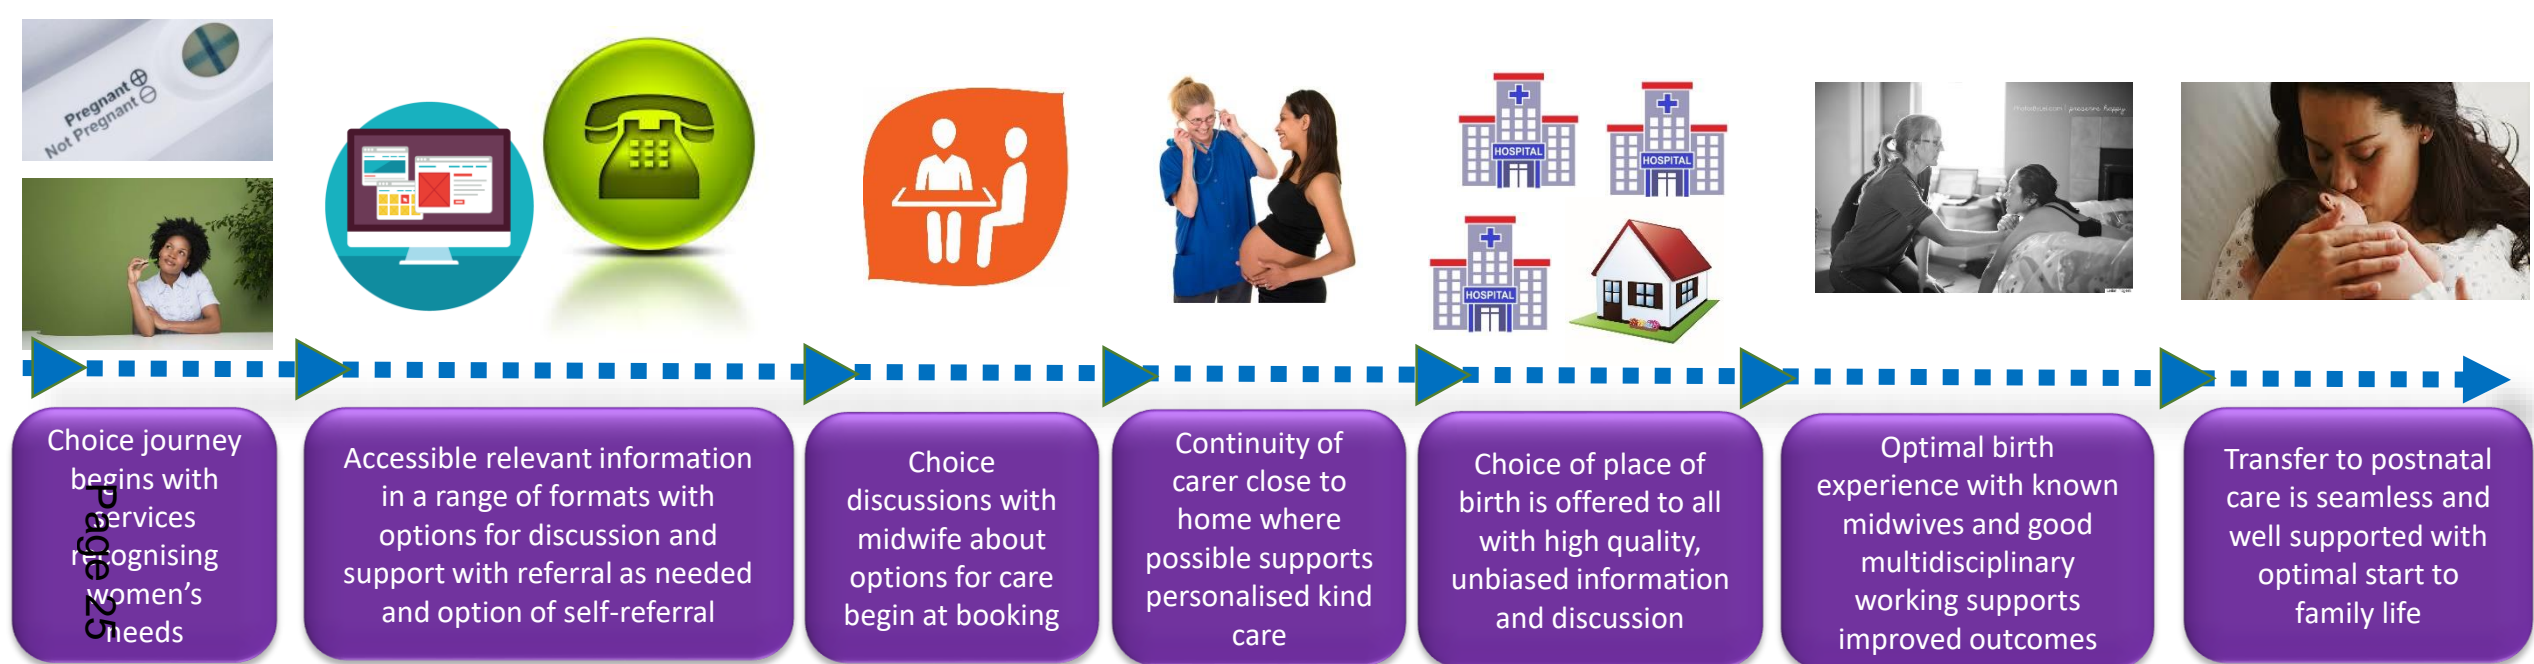 Pregnant
Not Pregnant
HOSPITAL
HOSPITAL
HOSPITAL
Choice journey
begins with
services
recognising
women’s
needs
Page 25
Accessible relevant information
in a range of formats with
options for discussion and
support with referral as needed
and option of self-referral
Choice
discussions with
midwife about
options for care
begin at booking
Continuity of
carer close to
home where
possible supports
personalised kind
care
Choice of place of
birth is offered to all
with high quality,
unbiased information
and discussion
Optimal birth
experience with known
midwives and good
multidisciplinary
working supports
improved outcomes
Transfer to postnatal
care is seamless and
well supported with
optimal start to
family life